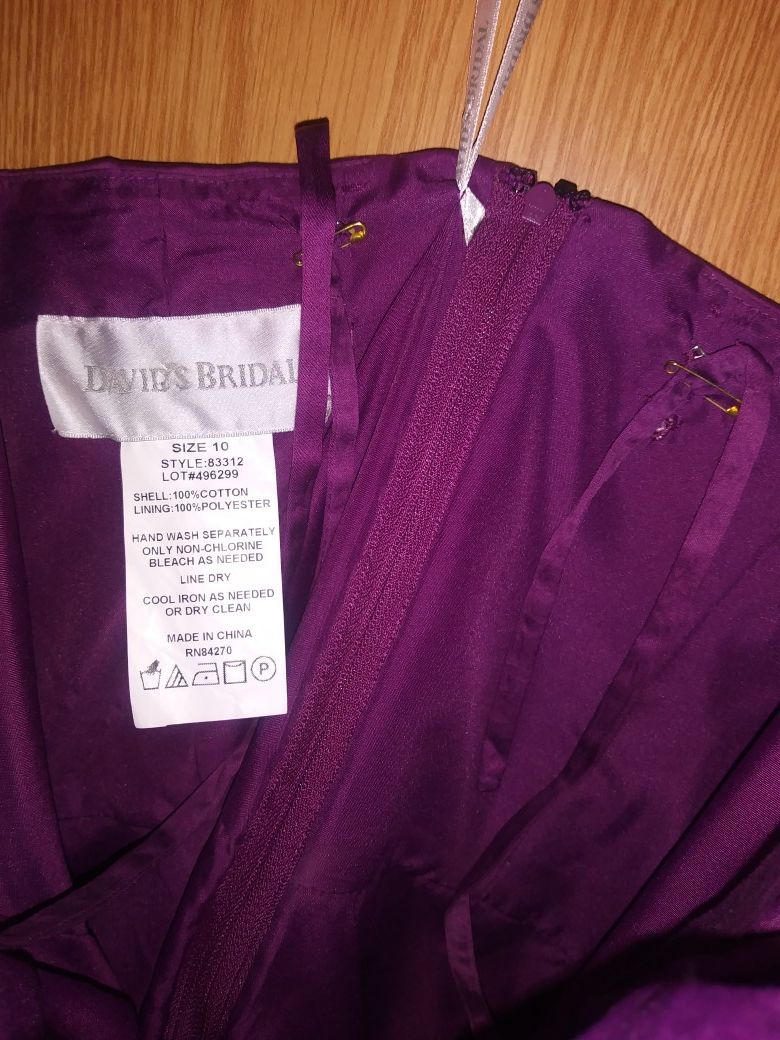 BRIDAL
DAVID'S BRIDAL
SIZE 10
STYLE:83312
LOT#496299
SHELL:100%COTTON
LINING:100%POLYESTER
HAND WASH SEPARATELY
ONLY NON-CHLORINE
BLEACH AS NEEDED
LINE DRY
COOL IRON AS NEEDED
OR DRY CLEAN
MADE IN CHINA
RN84270
P